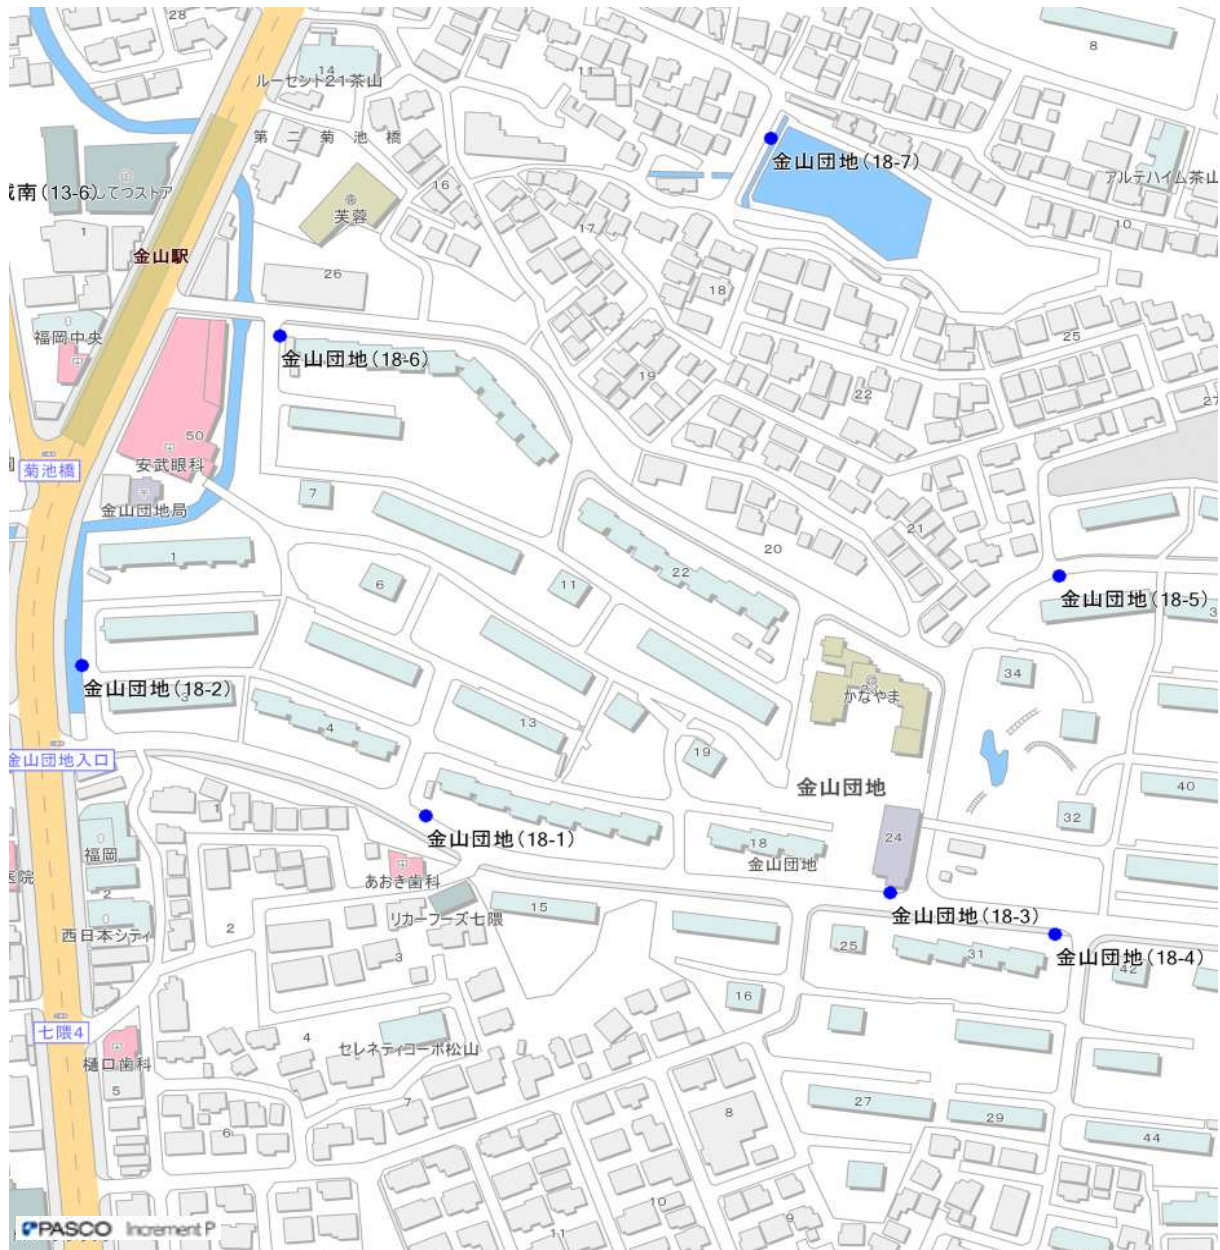 28
8
14
ルーセント21茶山
11
第二菊池橋
金山団地(18-7)
アルテハイム茶山
16
城南(13-6)
してつストア
芙蓉
10
1
17
金山駅
26
18
福岡中央
金山団地(18-6)
25
19
22
27
50
安武眼科
菊池橋
7
金山団地局
21
20
1
6
11
22
金山団地(18-5)
34
かなやま
金山団地(18-2)
3
4
13
19
金山団地入口
金山団地
40
1
32
金山団地(18-1)
18
金山団地
24
福岡
あおき歯科
医院
2
15
リカーフーズ七隈
金山団地(18-3)
西日本シティ
2
3
25
31
金山団地(18-4)
42
16
七隈4
4
セレネティコーポ松山
樋口歯科
5
7
27
29
8
6
44
10
9
11
PASCO Increment P